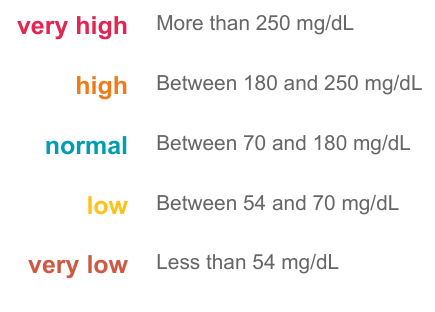 very high More than 250 mg/dL
high Between 180 and 250 mg/dL
normal Between 70 and 180 mg/dL
low Between 54 and 70 mg/dL
very low Less than 54 mg/dL